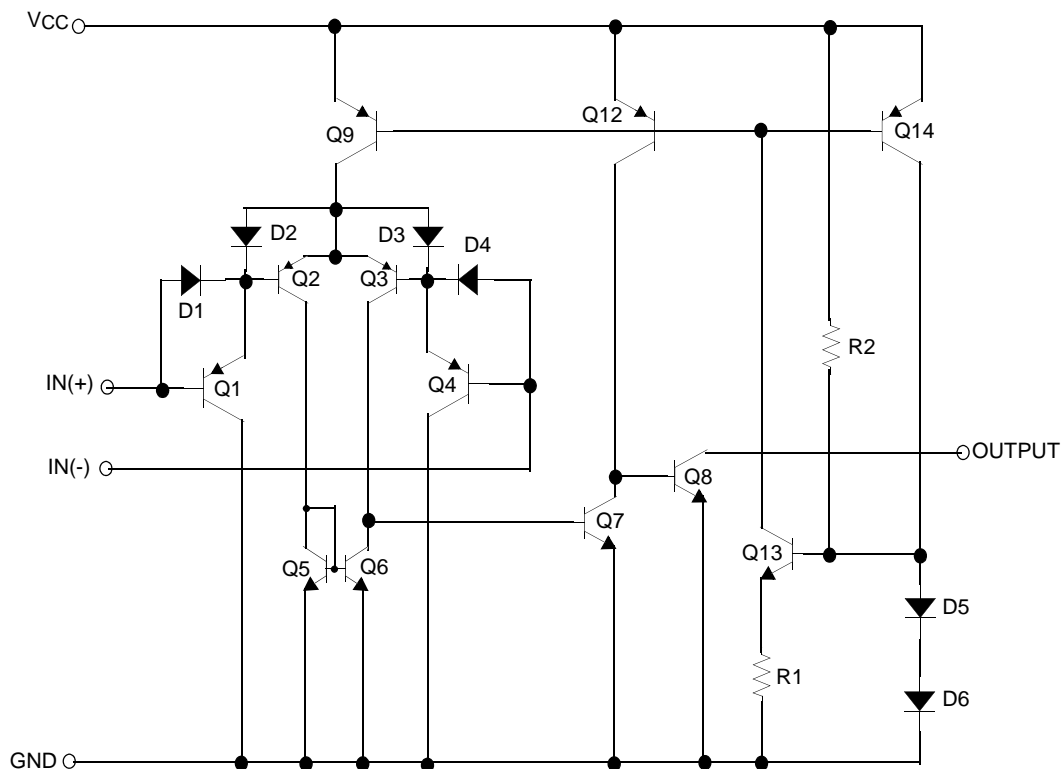 VCC
Q9
Q12
Q14
D2
D3
D4
Q2
Q3
D1
R2
IN(+)
Q1
Q4
IN(-)
OUTPUT
Q8
Q7
Q13
Q5
Q6
D5
R1
D6
GND